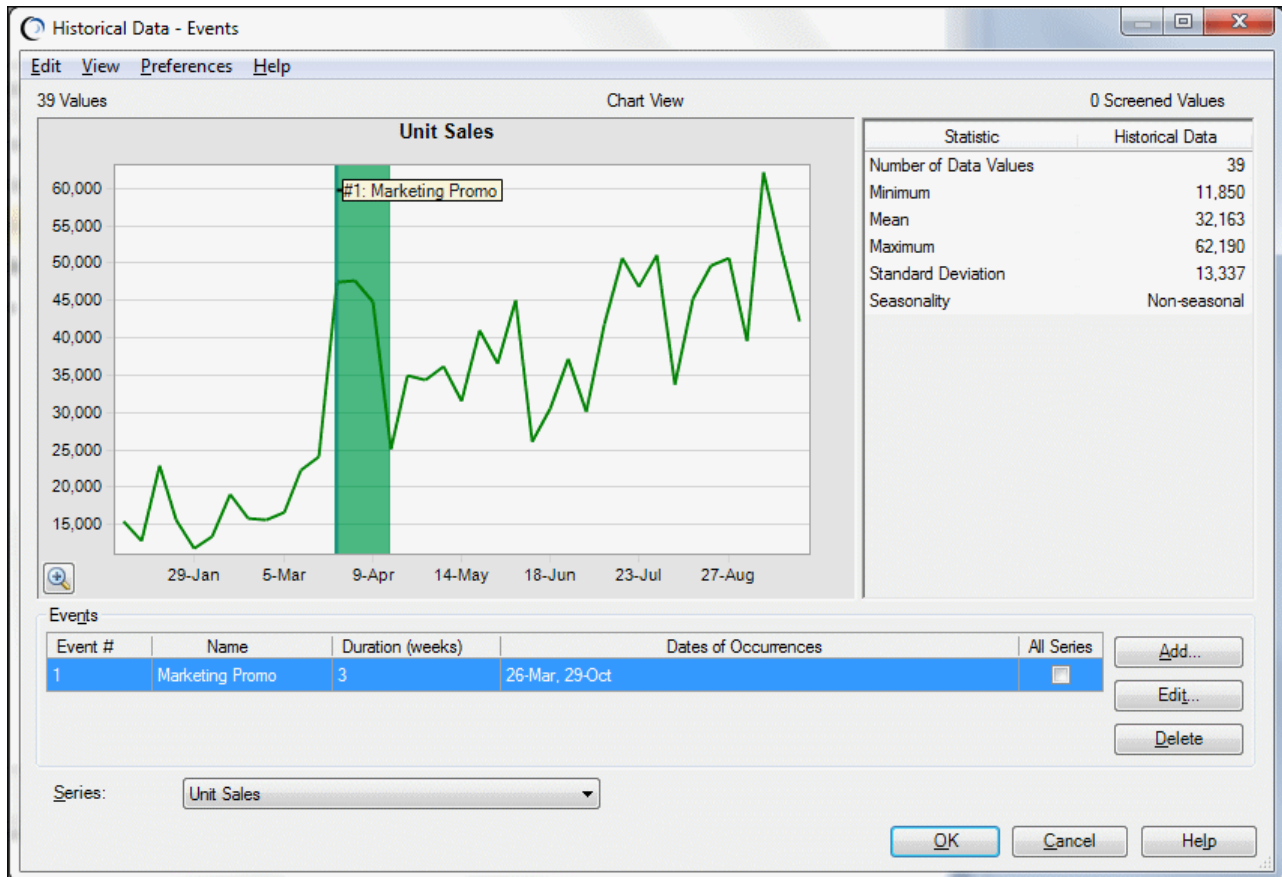 Historical Data - Events
Edit View Preferences Help
39 Values Chart View 0 Screened Values
Unit Sales
#1: Marketing Promo
60,000
55,000
50,000
45,000
40,000
35,000
30,000
25,000
20,000
15,000
29-Jan 5-Mar 9-Apr 14-May 18-Jun 23-Jul 27-Aug
Statistic Historical Data
Number of Data Values 39
Minimum 11,850
Mean 32,163
Maximum 62,190
Standard Deviation 13,337
Seasonality Non-seasonal
Events
Event # Name Duration (weeks) Dates of Occurrences All Series
1 Marketing Promo 3 26-Mar, 29-Oct
Add...
Edit...
Delete
Series: Unit Sales
OK Cancel Help